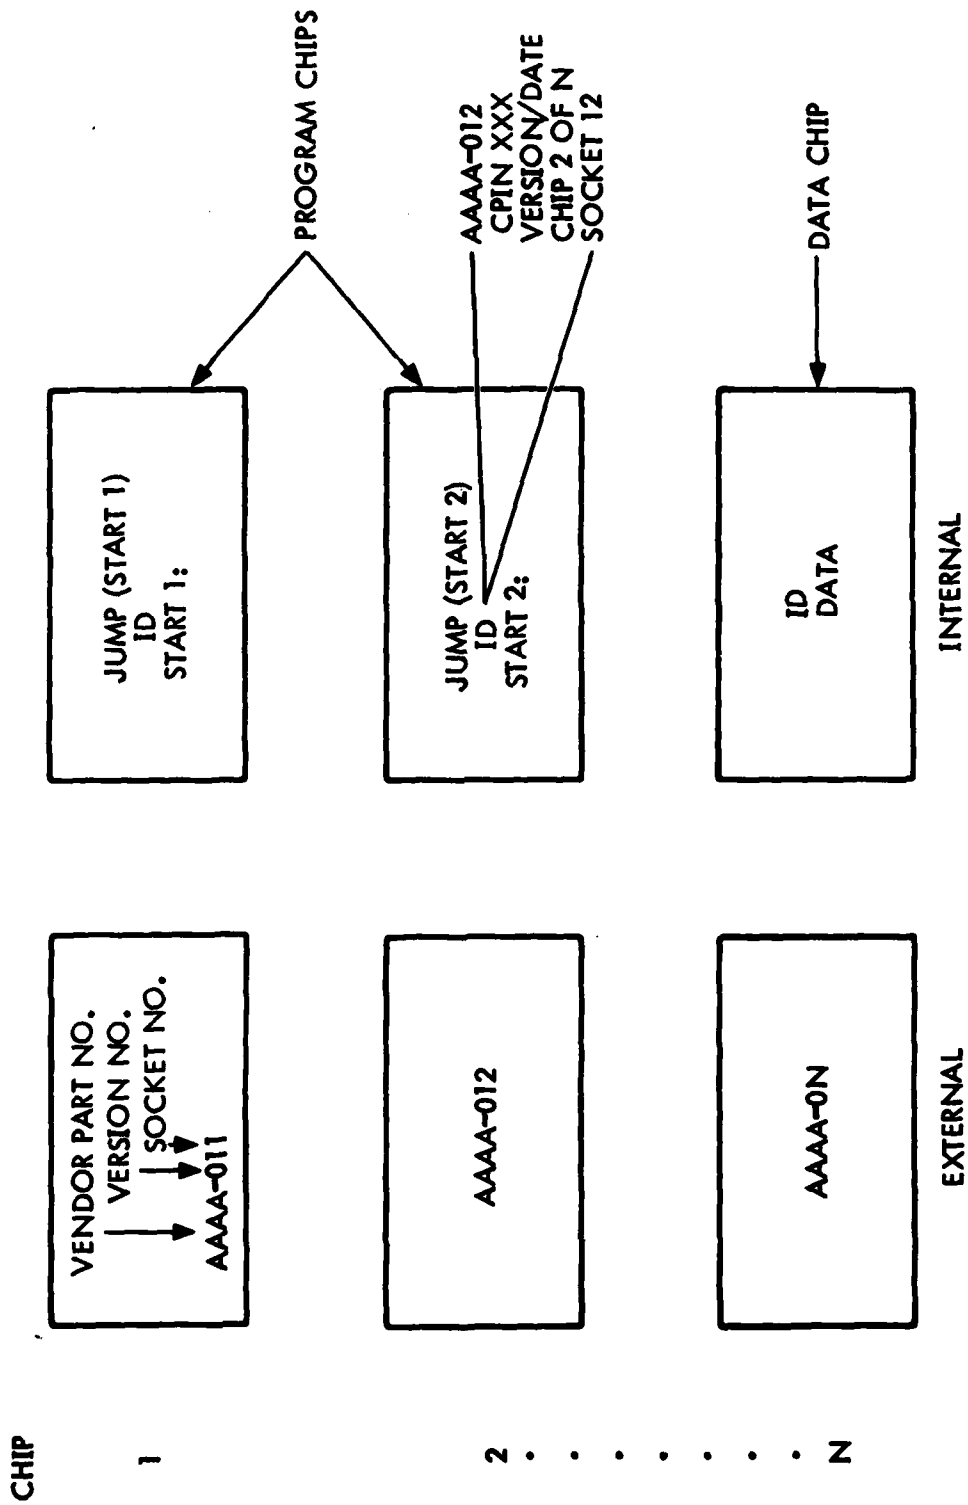 CHIP
1
VENDOR PART NO.
VERSION NO.
SOCKET NO.
AAAA-011
JUMP (START 1)
ID
START 1:
PROGRAM CHIPS
2
AAAA-012
JUMP (START 2)
ID
START 2:
AAAA-012
CPIN XXX
VERSION/DATE
CHIP 2 OF N
SOCKET 12
N
AAAA-0N
ID
DATA
DATA CHIP
EXTERNAL
INTERNAL